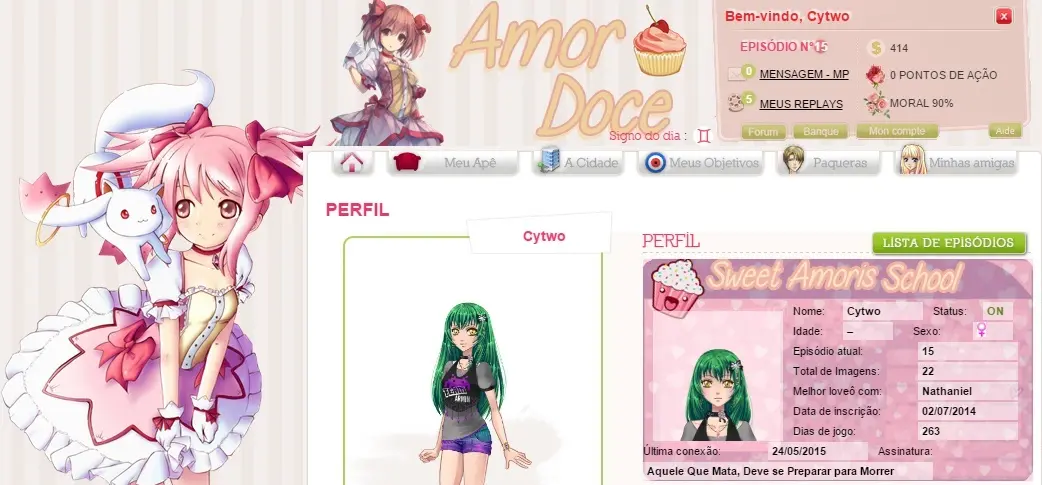 Amor
Doce
Signo do dia :
Bem-vindo, Cytwo
EPISÓDIO Nº15
414
0
MENSAGEM - MP
0 PONTOS DE AÇÃO
5
MEUS REPLAYS
MORAL 90%
Forum
Banque
Mon compte
Aide
Meu Apê
A Cidade
Meus Objetivos
Paqueras
Minhas amigas
PERFIL
Cytwo
PERFIL
LISTA DE EPISÓDIOS
Sweet Amoris School
Nome: Cytwo Status: ON
Idade: – Sexo:
Episódio atual: 15
Total de Imagens: 22
Melhor loveô com: Nathaniel
Data de inscrição: 02/07/2014
Dias de jogo: 263
Última conexão: 24/05/2015 Assinatura:
Aquele Que Mata, Deve se Preparar para Morrer